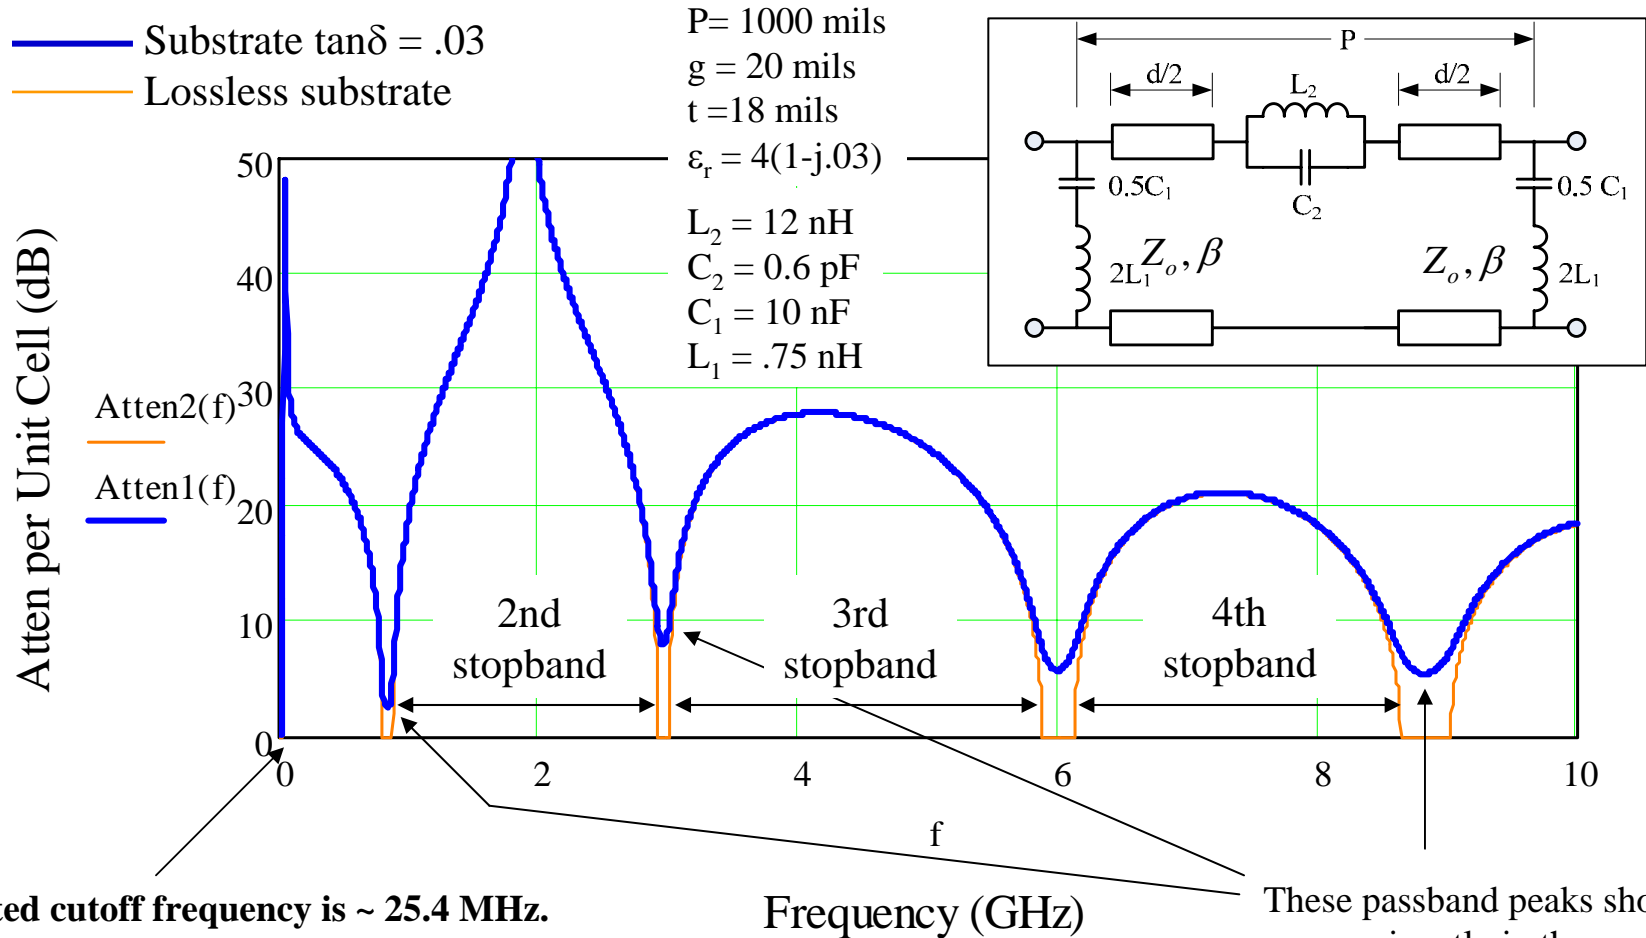 Substrate tanδ = .03
Lossless substrate
P= 1000 mils
g = 20 mils
t =18 mils
εr = 4(1-j.03)
L2 = 12 nH
C2 = 0.6 pF
C1 = 10 nF
L1 = .75 nH
P
d/2
d/2
L2
C2
0.5C1
0.5 C1
2L1
Zo, β
Zo, β
2L1
Atten per Unit Cell (dB)
50
40
30
20
10
0
Atten2(f)
Atten1(f)
2nd
stopband
3rd
stopband
4th
stopband
0
2
4
6
8
10
f
Frequency (GHz)
cutoff frequency is ~ 25.4 MHz.
These passband peaks